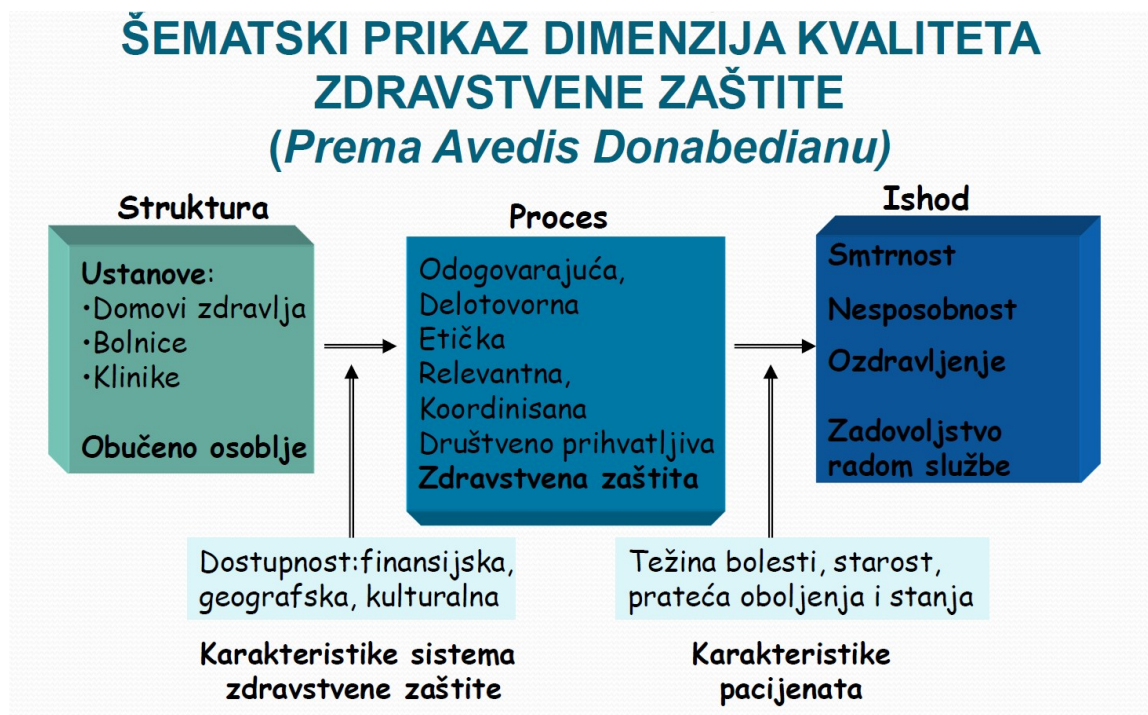 ŠEMATSKI PRIKAZ DIMENZIJA KVALITETA
ZDRAVSTVENE ZAŠTITE
(Prema Avedis Donabedianu)
Struktura
Ustanove:
•Domovi zdravlja
•Bolnice
•Klinike
Obučeno osoblje
Proces
Odogovarajuća,
Delotovorna
Etička
Relevantna,
Koordinisana
Društveno prihvatljiva
Zdravstvena zaštita
Ishod
Smtrnost
Nesposobnost
Ozdravljenje
Zadovoljstvo
radom službe
Dostupnost:finansijska,
geografska, kulturalna
Karakteristike sistema
zdravstvene zaštite
Težina bolesti, starost,
prateća oboljenja i stanja
Karakteristike
pacijenata